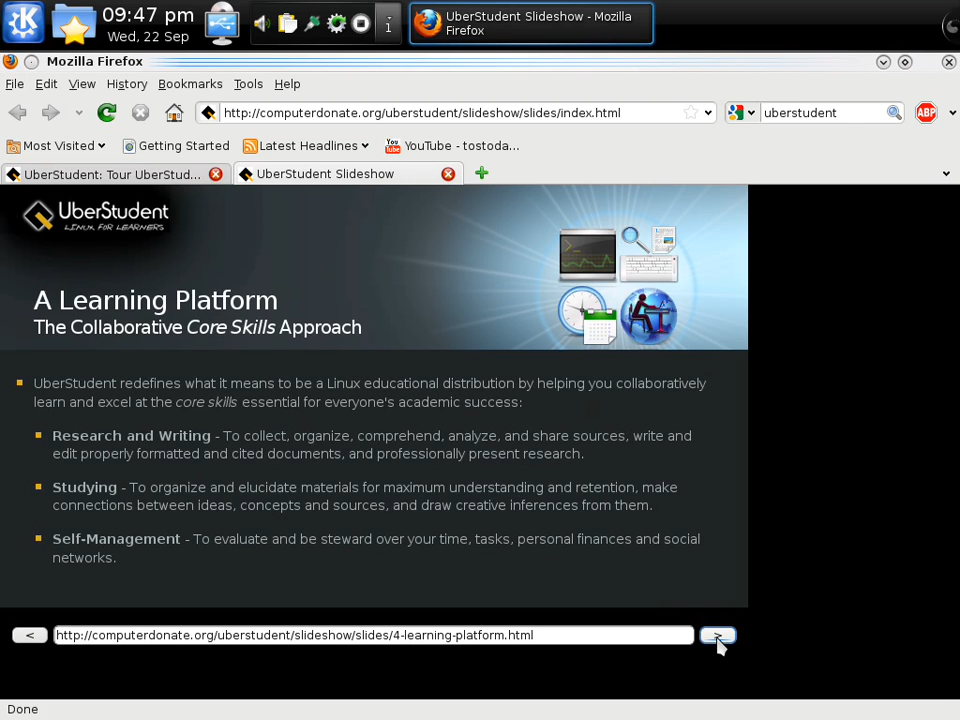 09:47 pm
Wed, 22 Sep
i
UberStudent Slideshow - Mozilla
Firefox
Mozilla Firefox
File Edit View History Bookmarks Tools Help
http://computerdonate.org/uberstudent/slideshow/slides/index.html
uberstudent
ABP
Most Visited
Getting Started
Latest Headlines
You Tube
YouTube - tostoda...
UberStudent: Tour UberStud...
UberStudent Slideshow
UberStudent
LINUX FOR LEARNERS
A Learning Platform
The Collaborative Core Skills Approach
UberStudent redefines what it means to be a Linux educational distribution by helping you collaboratively
learn and excel at the core skills essential for everyone's academic success:
Research and Writing - To collect, organize, comprehend, analyze, and share sources, write and
edit properly formatted and cited documents, and professionally present research.
Studying - To organize and elucidate materials for maximum understanding and retention, make
connections between ideas, concepts and sources, and draw creative inferences from them.
Self-Management - To evaluate and be steward over your time, tasks, personal finances and social
networks.
< http://computerdonate.org/uberstudent/slideshow/slides/4-learning-platform.html >
Done